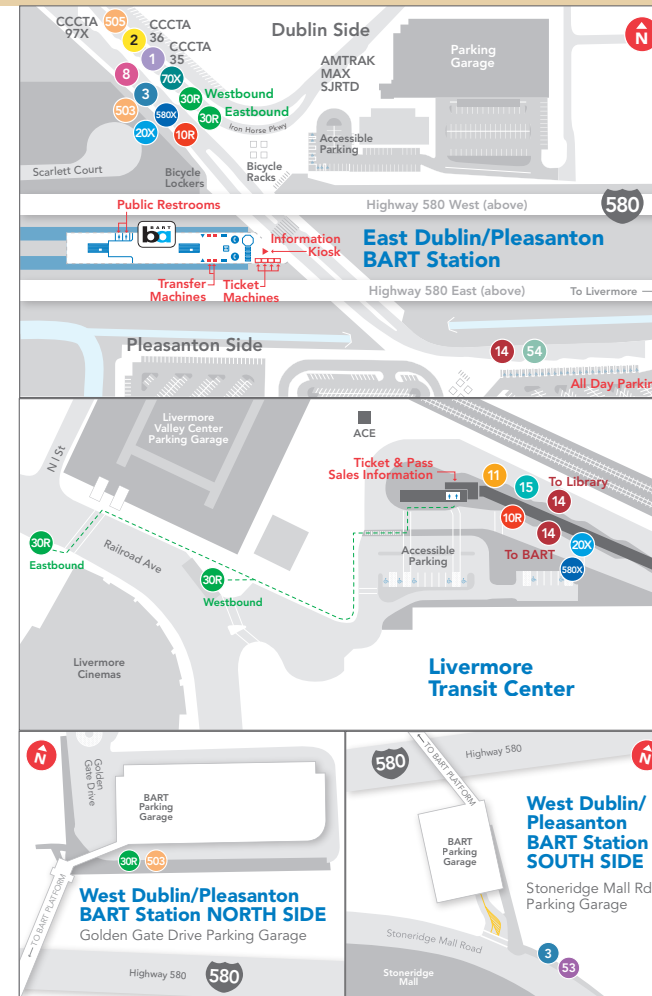 CCCTA
97X
505
2
CCCTA
36
1
CCCTA
35
8
70X
3
30R
Westbound
503
580X
30R
Eastbound
20X
10R
Iron Horse Pkwy
Dublin Side
AMTRAK
MAX
SJRTD
Parking
Garage
N
Accessible
Parking
Scarlett Court
Bicycle
Lockers
Bicycle
Racks
Public Restrooms
Highway 580 West (above)
580
BART
ba
Information
Kiosk
East Dublin/Pleasanton
BART Station
Transfer
Machines
Ticket
Machines
Highway 580 East (above)
To Livermore
Pleasanton Side
14
54
All Day Parkin
Livermore
Valley Center
Parking Garage
N I St
ACE
Ticket & Pass
Sales Information
11
15
To Library
14
10R
14
To BART
20X
580X
30R
Eastbound
Railroad Ave
30R
Westbound
Accessible
Parking
Livermore
Cinemas
Livermore
Transit Center
N
Golden
Gate Drive
BART
Parking
Garage
30R
503
TO BART PLATFORM
West Dublin/Pleasanton
BART Station NORTH SIDE
Golden Gate Drive Parking Garage
Highway 580
580
580
TO BART PLATFORM
Highway 580
N
BART
Parking
Garage
West Dublin/
Pleasanton
BART Station
SOUTH SIDE
Stoneridge Mall Rd
Parking Garage
Stoneridge Mall Road
3
53
Stoneridge
Mall